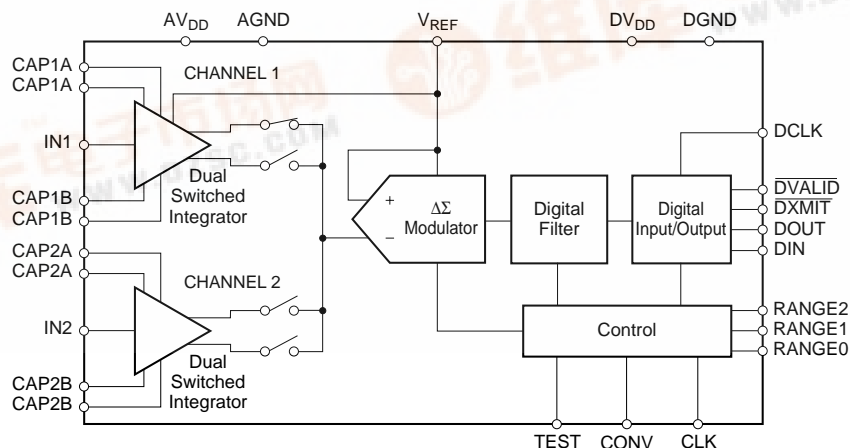 AVDD AGND VREF DVDD DGND
CAP1A
CAP1A
CHANNEL 1
IN1
Dual
Switched
Integrator
CAP1B
CAP1B
CAP2A
CAP2A
CHANNEL 2
IN2
Dual
Switched
Integrator
CAP2B
CAP2B
+
−
ΔΣ
Modulator
Digital
Filter
Digital
Input/Output
Control
DCLK
DVALID
DXMIT
DOUT
DIN
RANGE2
RANGE1
RANGE0
TEST CONV CLK